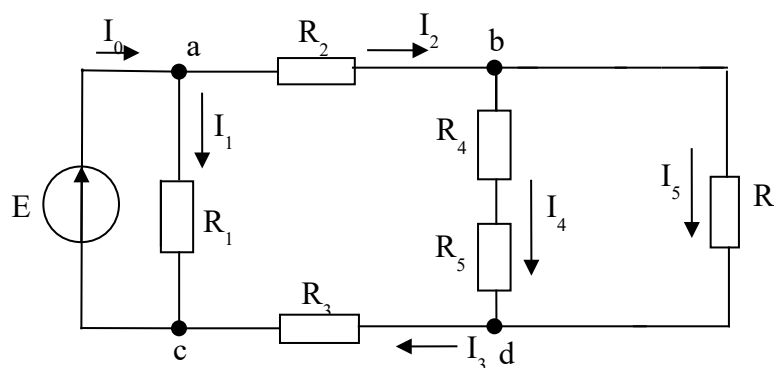 I₀
a
R₂
I₂
b
I₁
R₄
I₅
R
E
R₁
R₅
I₄
R₃
c
I₃
d